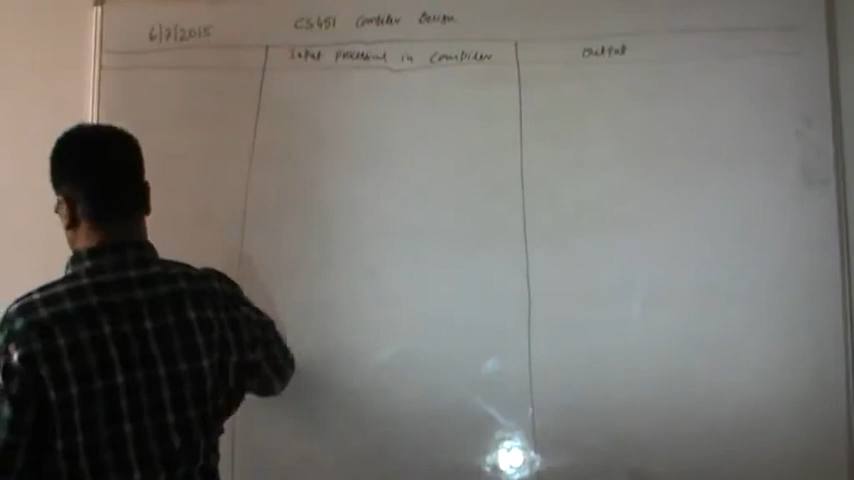 6/7/2015
CS451 Compiler Design
Input processing in Compiler
Output